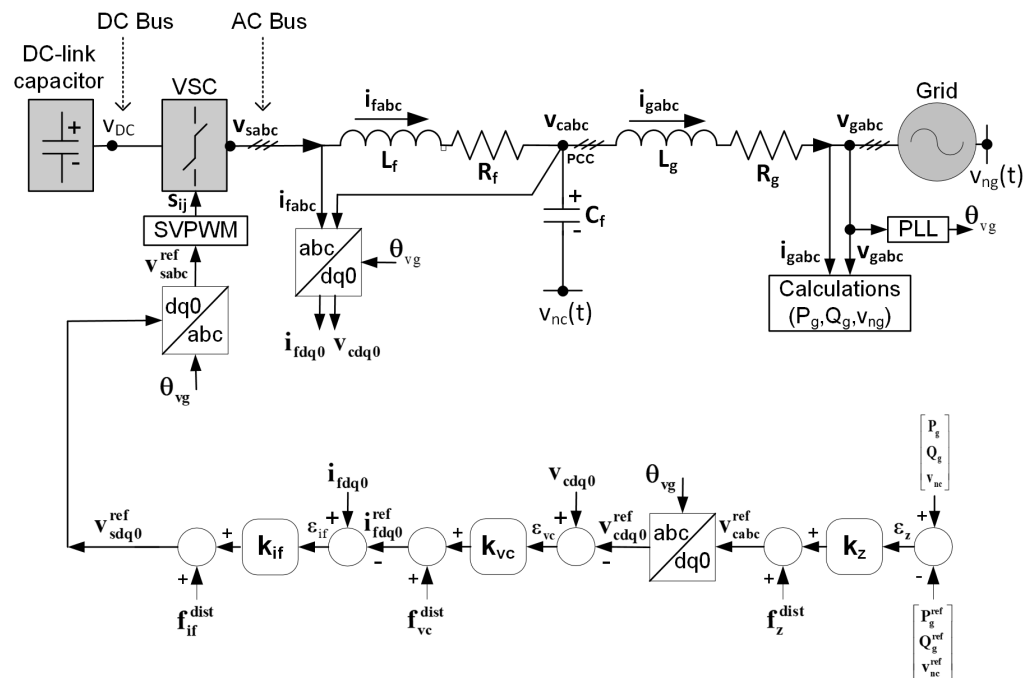 DC Bus
AC Bus
DC-link
capacitor
VSC
Grid
+
-
v_DC
v_sabc
i_fabc
L_f
R_f
v_cabc
PCC
i_gabc
L_g
R_g
v_gabc
v_ng(t)
s_ij
SVPWM
v_sabc^ref
dq0
abc
θ_vg
i_fabc
abc
dq0
θ_vg
i_fdq0
v_cdq0
+
-
C_f
v_nc(t)
PLL
θ_vg
i_gabc
v_gabc
Calculations
(P_g,Q_g,v_ng)
P_g
Q_g
v_nc
i_fdq0
v_cdq0
θ_vg
v_sdq0^ref
+
+
k_if
ε_if
+
-
i_fdq0^ref
+
+
k_vc
ε_vc
+
-
v_cdq0^ref
abc
dq0
v_cabc^ref
+
+
k_z
ε_z
+
-
f_if^dist
f_vc^dist
f_z^dist
P_g^ref
Q_g^ref
v_nc^ref